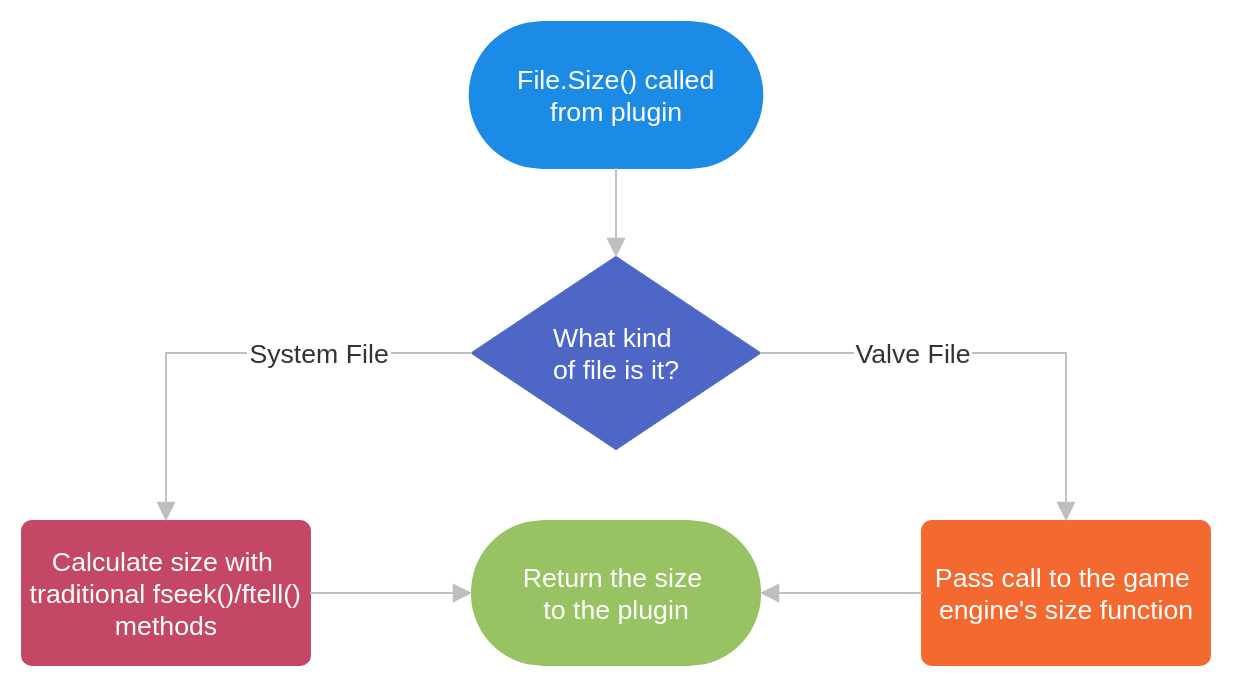 File.Size() called
from plugin
What kind
of file is it?
System File
Valve File
Calculate size with
traditional fseek()/ftell()
methods
Return the size
to the plugin
Pass call to the game
engine's size function